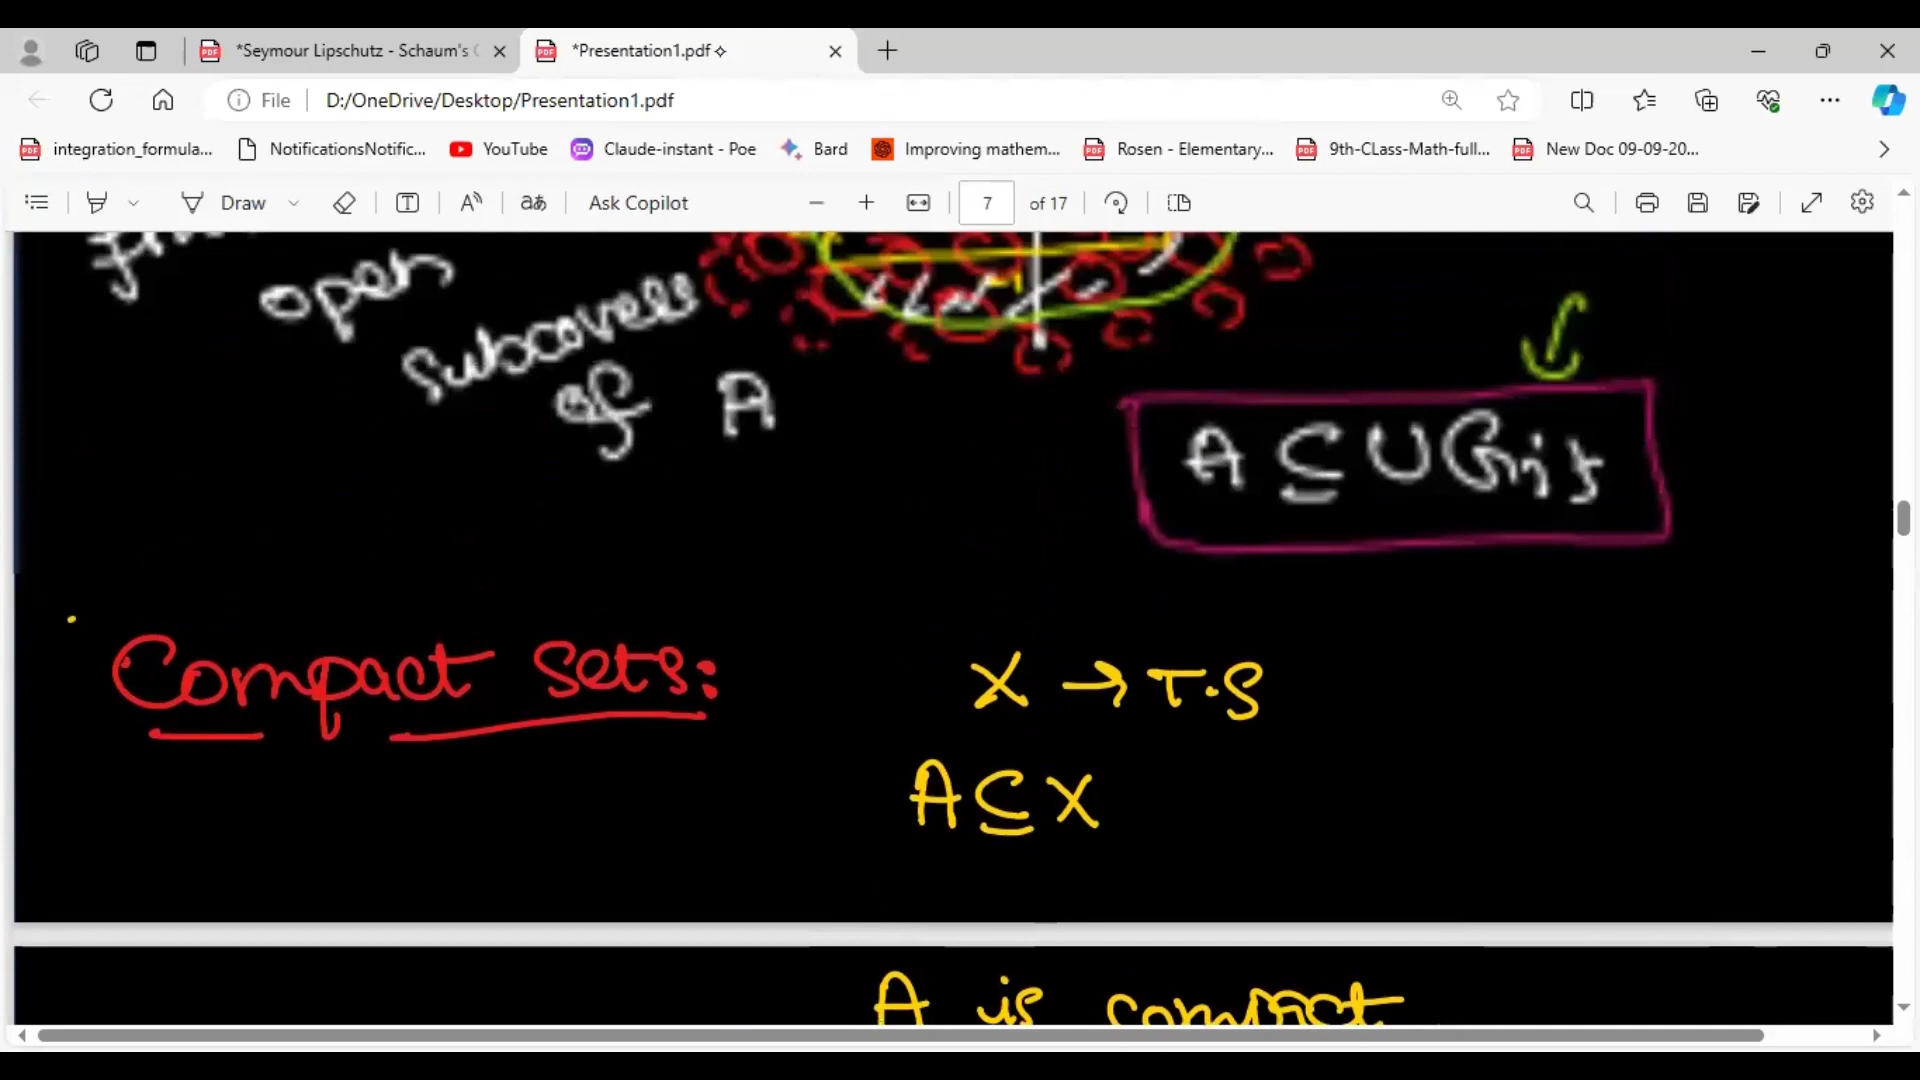 *Seymour Lipschutz - Schaum's
*Presentation1.pdf
File
D:/OneDrive/Desktop/Presentation1.pdf
integration_formula...
NotificationsNotific...
YouTube
Claude-instant - Poe
Bard
Improving mathem...
Rosen - Elementary...
9th-CLass-Math-full...
New Doc 09-09-20...
Draw
Ask Copilot
7 of 17
open
subcovers
of A
A ⊆ ∪
Compact Sets:
X → T.S
A ⊆ X
A is compact